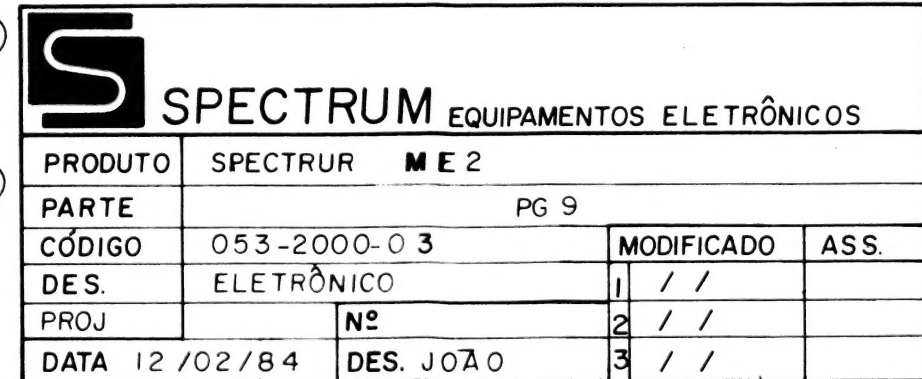 SPECTRUM EQUIPAMENTOS ELETRÔNICOS
PRODUTO SPECTRUR ME2
PARTE PG 9
CÓDIGO 053-2000-03 MODIFICADO ASS.
DES. ELETRÔNICO 1 / /
PROJ Nº 2 / /
DATA 12/02/84 DES. JOÃO 3 / /